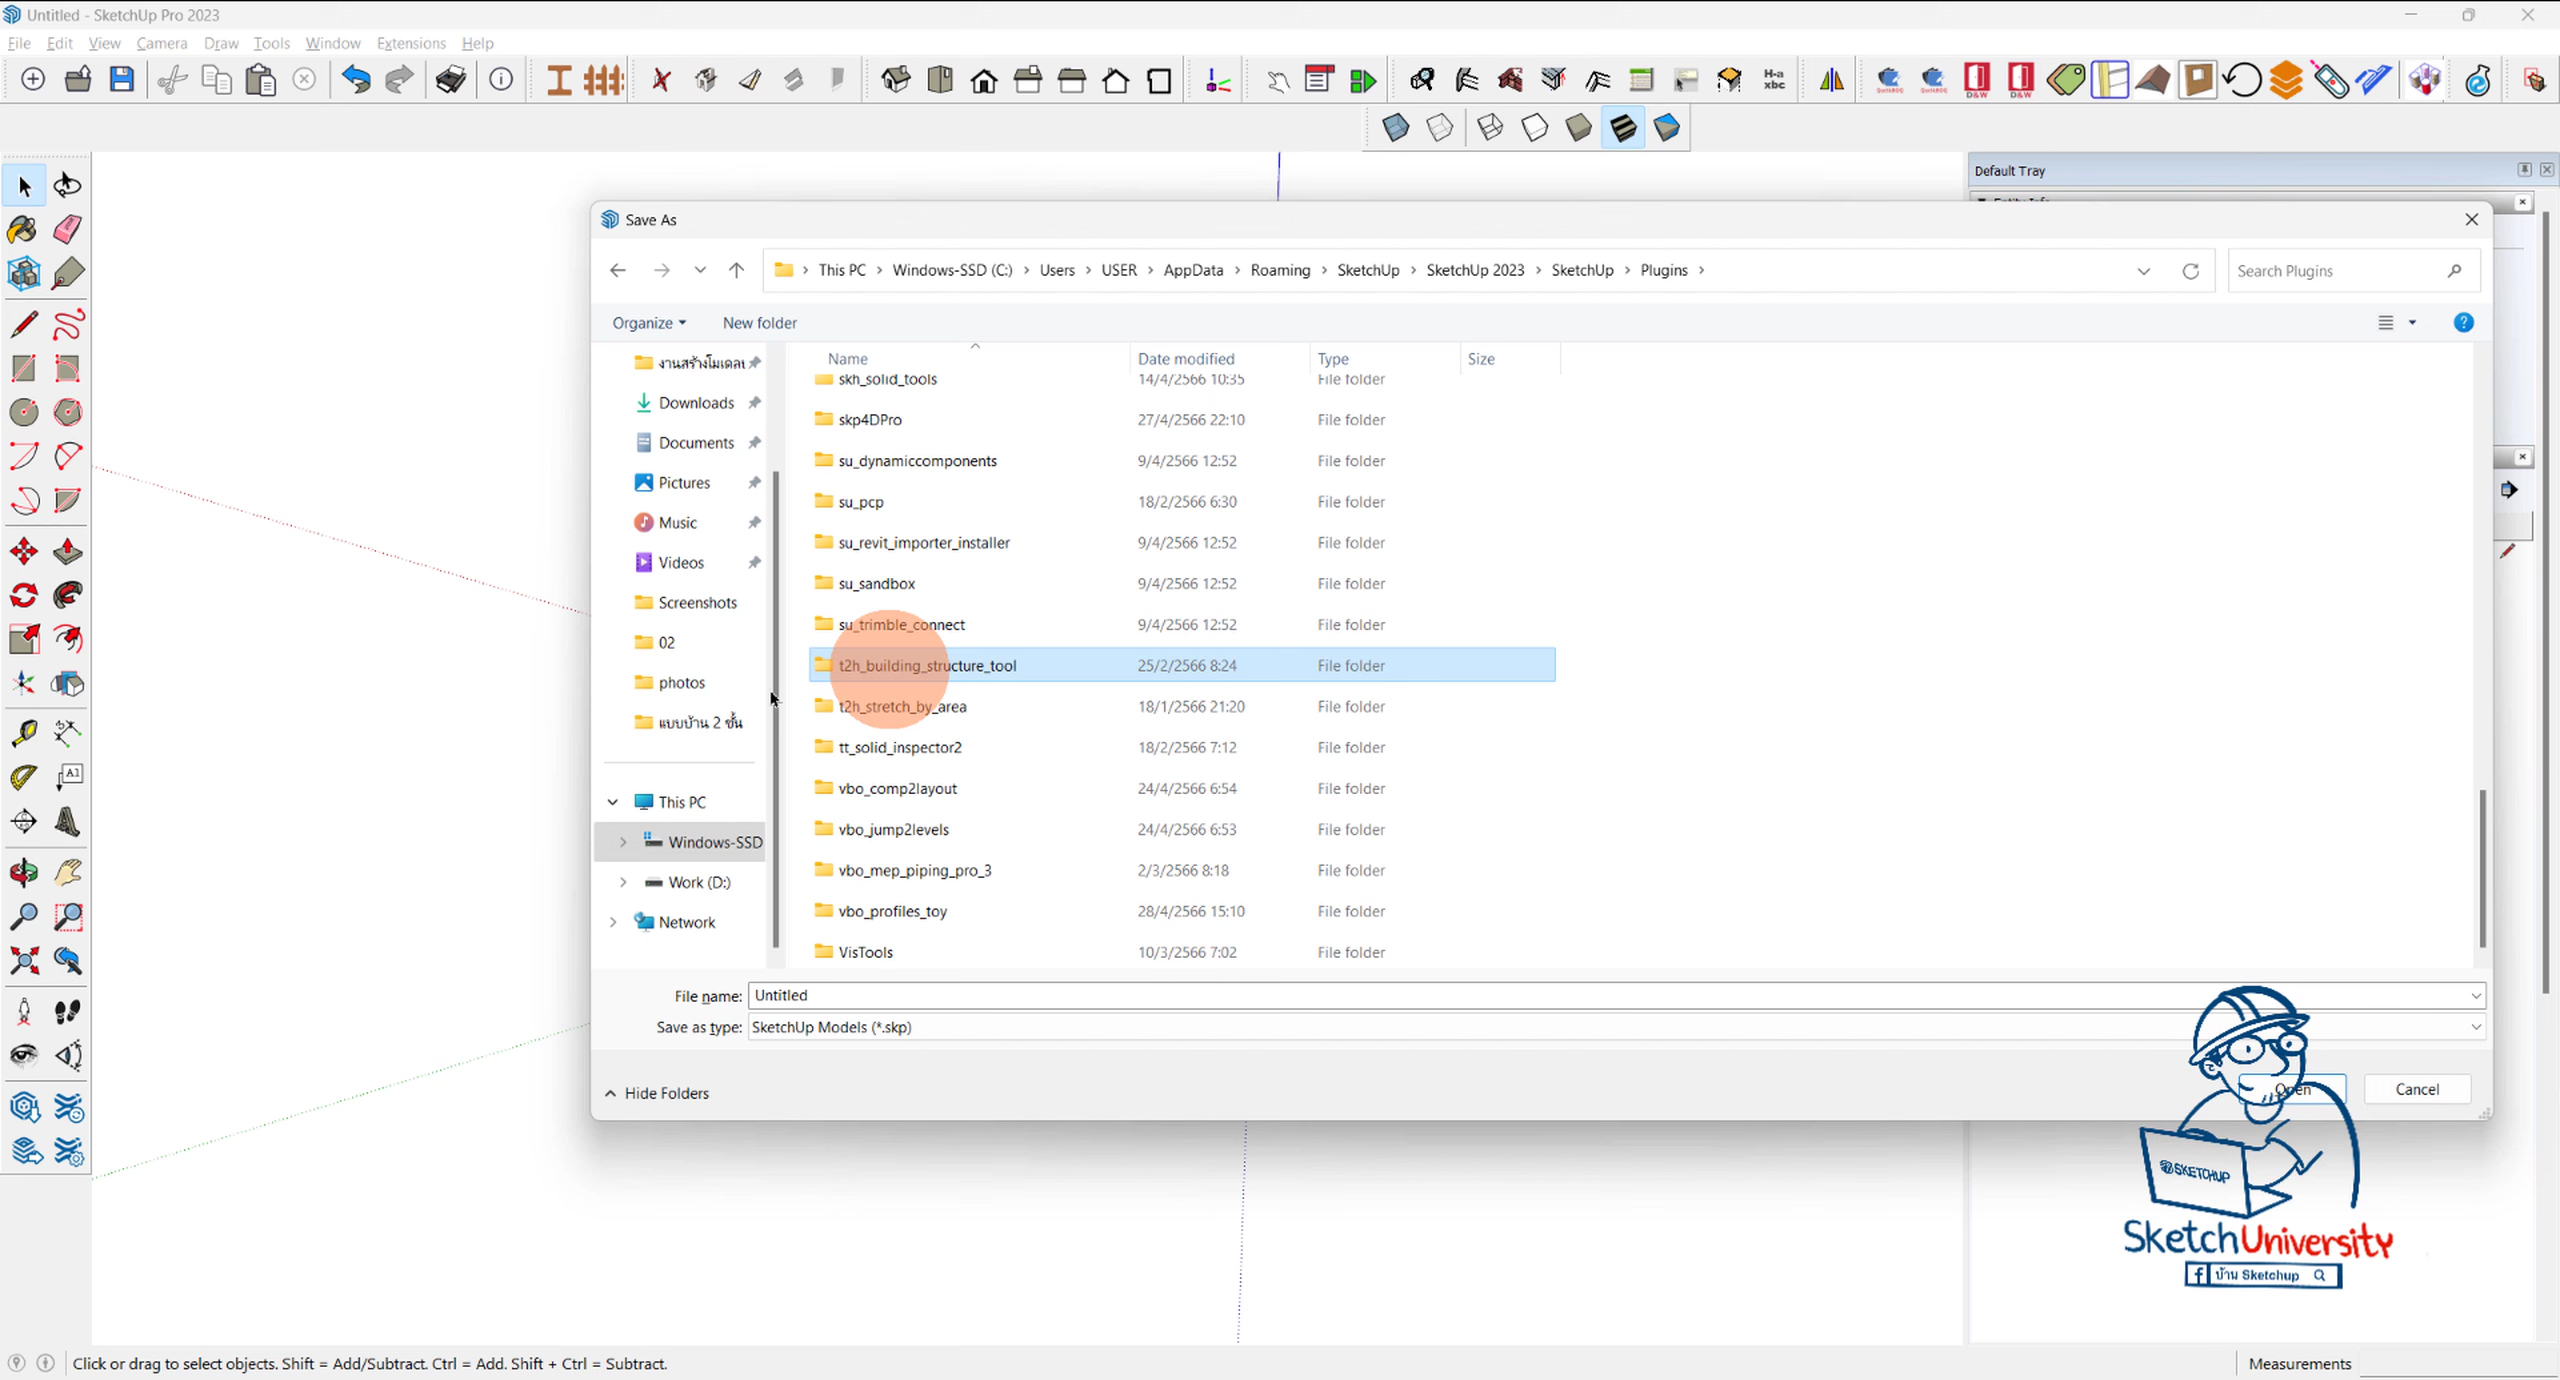 Untitled - SketchUp Pro 2023
File Edit View Camera Draw Tools Window Extensions Help
H-a
xbc
D&W
D&W
Default Tray
Save As
This PC > Windows-SSD (C:) > Users > USER > AppData > Roaming > SketchUp > SketchUp 2023 > SketchUp > Plugins >
Search Plugins
Organize
New folder
Name Date modified Type Size
งานสร้างโมเดล
Downloads
Documents
Pictures
Music
Videos
Screenshots
02
photos
แบบบ้าน 2 ชั้น
This PC
Windows-SSD
Work (D:)
Network
skh_solid_tools 14/4/2566 10:35 File folder
skp4DPro 27/4/2566 22:10 File folder
su_dynamiccomponents 9/4/2566 12:52 File folder
su_pcp 18/2/2566 6:30 File folder
su_revit_importer_installer 9/4/2566 12:52 File folder
su_sandbox 9/4/2566 12:52 File folder
su_trimble_connect 9/4/2566 12:52 File folder
t2h_building_structure_tool 25/2/2566 8:24 File folder
t2h_stretch_by_area 18/1/2566 21:20 File folder
tt_solid_inspector2 18/2/2566 7:12 File folder
vbo_comp2layout 24/4/2566 6:54 File folder
vbo_jump2levels 24/4/2566 6:53 File folder
vbo_mep_piping_pro_3 2/3/2566 8:18 File folder
vbo_profiles_toy 28/4/2566 15:10 File folder
VisTools 10/3/2566 7:02 File folder
File name: Untitled
Save as type: SketchUp Models (*.skp)
Hide Folders
Open
Cancel
SKETCHUP
SketchUniversity
f บ้าน Sketchup
Click or drag to select objects. Shift = Add/Subtract. Ctrl = Add. Shift + Ctrl = Subtract.
Measurements